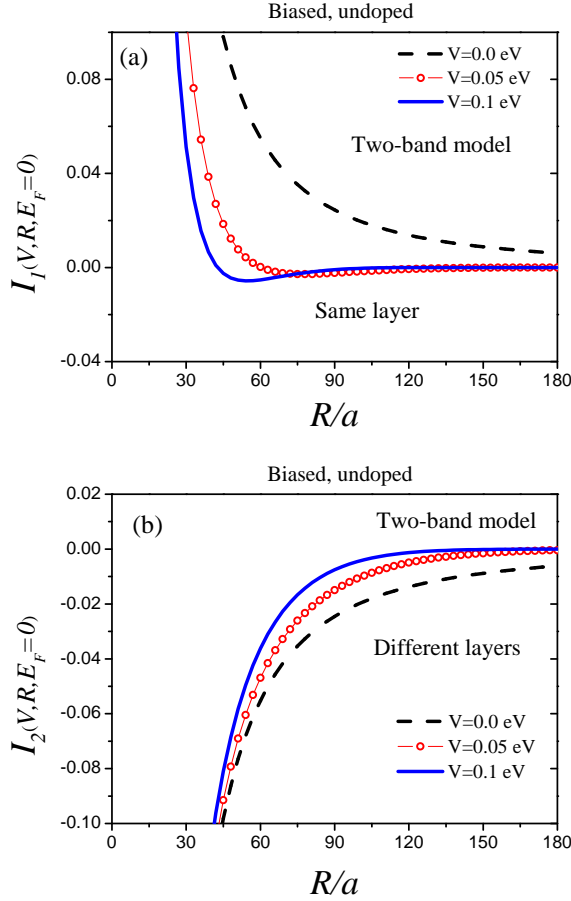 Biased, undoped
(a)
V=0.0 eV
V=0.05 eV
V=0.1 eV
Two-band model
Same layer
I1(V,R,EF=0)
0.08
0.04
0.00
-0.04
0 30 60 90 120 150 180
R/a
Biased, undoped
(b)
Two-band model
Different layers
V=0.0 eV
V=0.05 eV
V=0.1 eV
I2(V,R,EF=0)
0.02
0.00
-0.02
-0.04
-0.06
-0.08
-0.10
0 30 60 90 120 150 180
R/a